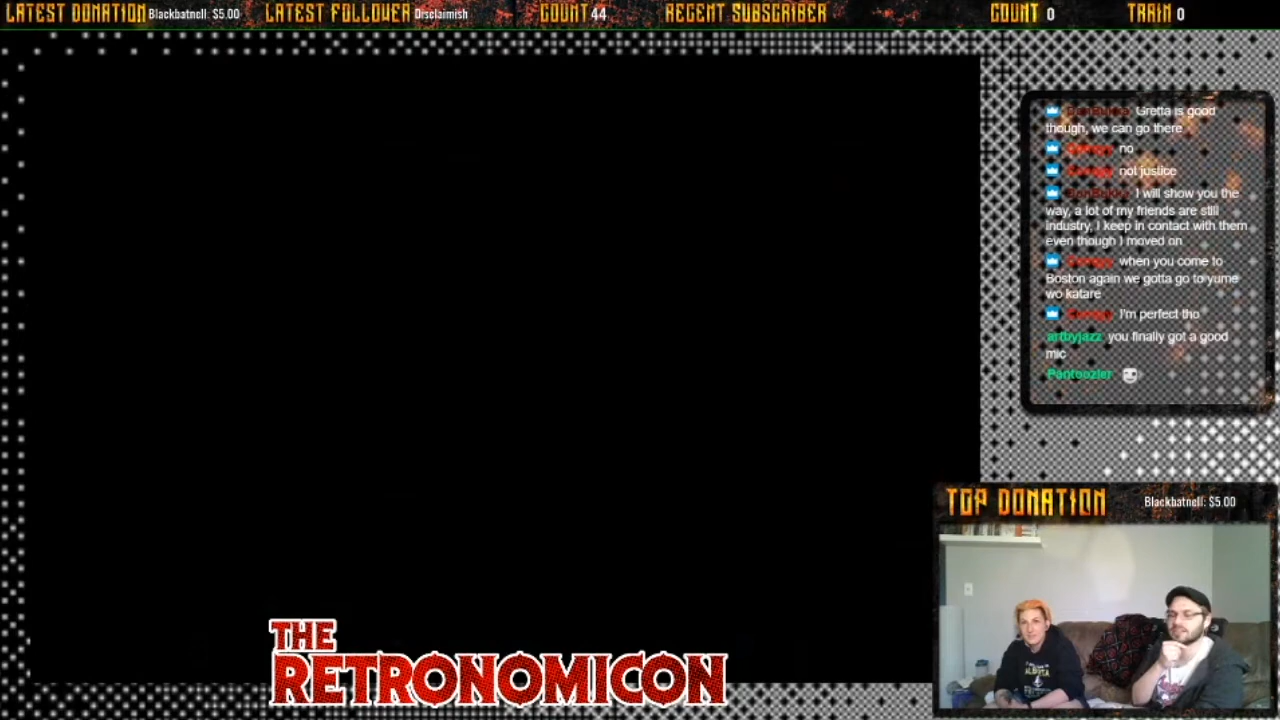 LATEST DONATION Blackbatnell: $5.00 LATEST FOLLOWER Disclaimish COUNT 44 RECENT SUBSCRIBER COUNT 0 TRAIN 0
Gretta is good
though, we can go there
no
not justice
I will show you the
way, a lot of my friends are still
industry, I keep in contact with them
even though I moved on
when you come to
Boston again we gotta go to yume
wo katare
I'm perfect tho
artbyjazz: you finally got a good
mic
Pantoozler:
TOP DONATION Blackbatnell: $5.00
THE
RETRONOMICON